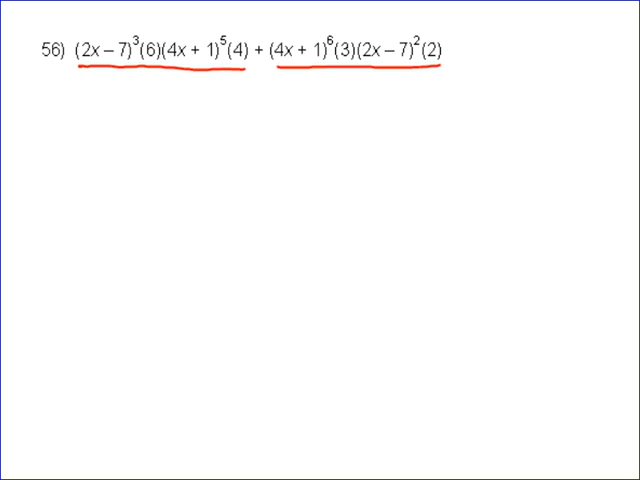 56) (2x – 7)³(6)(4x + 1)⁵(4) + (4x + 1)⁶(3)(2x – 7)²(2)